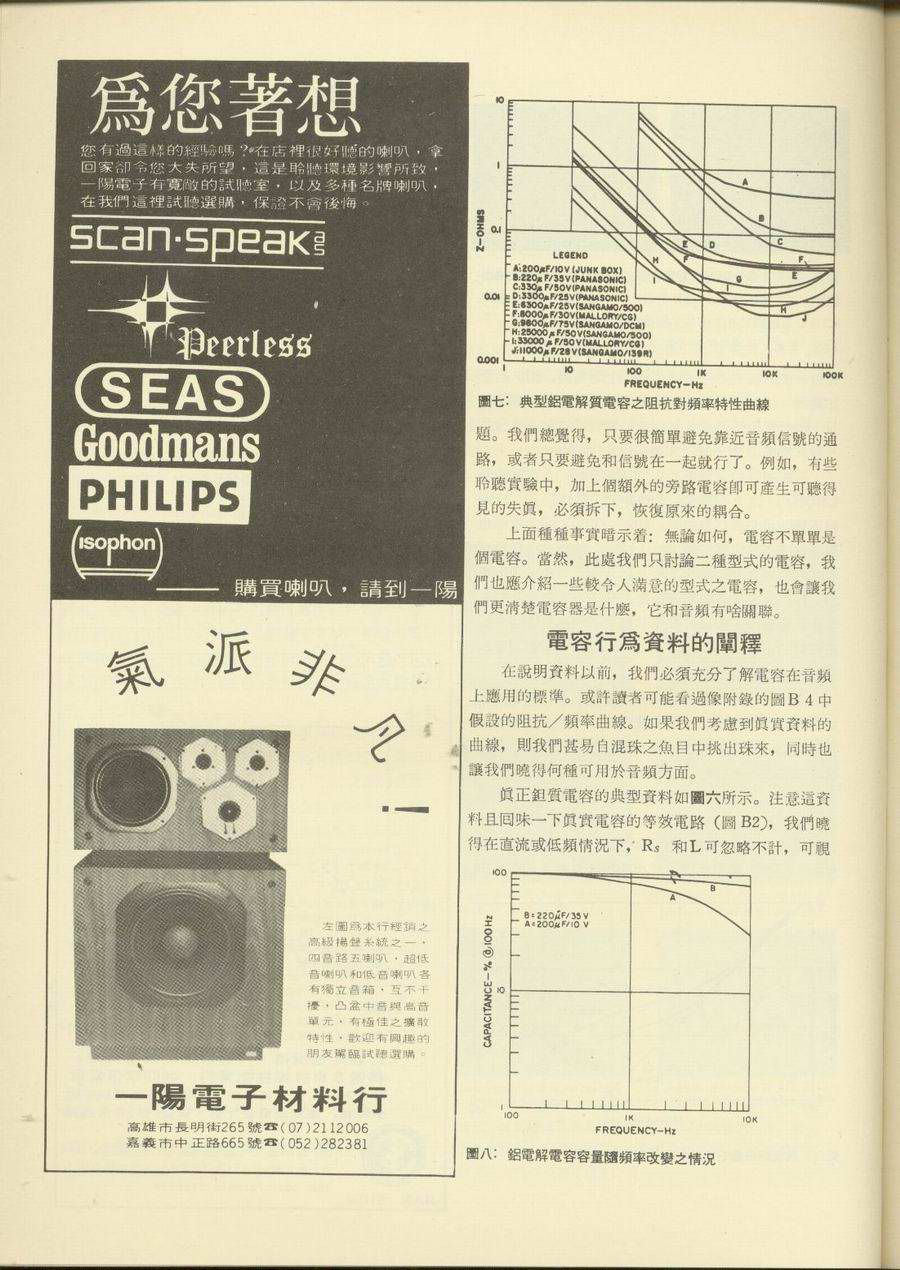 爲您著想
您有過這樣的經驗嗎？在店裡很好聽的喇叭，拿
回家卻令您大失所望，這是聆聽環境影響所致，
一陽電子有寬敞的試聽室，以及多種名牌喇叭，
在我們這裡試聽選購，保證不會後悔。
scan·speak as
Peerless
SEAS
Goodmans
PHILIPS
isophon
—— 購買喇叭，請到一陽
氣派非凡！
左圖爲本行經銷之
高級揚聲系統之一，
四音路五喇叭，超低
音喇叭和低音喇叭各
有獨立音箱，互不干
擾，凸盆中音與高音
單元，有極佳之擴散
特性，歡迎有興趣的
朋友駕臨試聽選購。
一陽電子材料行
高雄市長明街265號☎(07)2112006
嘉義市中正路665號☎(052)282381
10
1
0.1
0.01
0.001
Z-OHMS
A
B
C
D
E
F
F
E
G
H
I
I
H
J
LEGEND
A:200μF/10V(JUNK BOX)
B:220μF/35V(PANASONIC)
C:330μF/50V(PANASONIC)
D:3300μF/25V(PANASONIC)
E:6300μF/25V(SANGAMO/500)
F:6000μF/30V(MALLORY/CG)
G:9600μF/75V(SANGAMO/DCM)
H:25000μF/50V(SANGAMO/500)
I:33000μF/50V(MALLORY/CG)
J:11000μF/28V(SANGAMO/139R)
1 10 100 1K 10K 100K
FREQUENCY-Hz
圖七：典型鋁電解質電容之阻抗對頻率特性曲線
題。我們總覺得，只要很簡單避免靠近音頻信號的通
路，或者只要避免和信號在一起就行了。例如，有些
聆聽實驗中，加上個額外的旁路電容卽可產生可聽得
見的失眞，必須拆下，恢復原來的耦合。
上面種種事實暗示着：無論如何，電容不單單是
個電容。當然，此處我們只討論二種型式的電容，我
們也應介紹一些較令人滿意的型式之電容，也會讓我
們更淸楚電容器是什麽，它和音頻有啥關聯。
電容行爲資料的闡釋
在說明資料以前，我們必須充分了解電容在音頻
上應用的標準。或許讀者可能看過像附錄的圖B 4中
假設的阻抗／頻率曲線。如果我們考慮到眞實資料的
曲線，則我們甚易自混珠之魚目中挑出珠來，同時也
讓我們曉得何種可用於音頻方面。
眞正鉭質電容的典型資料如圖六所示。注意這資
料且回味一下眞實電容的等效電路（圖 B2），我們曉
得在直流或低頻情況下，Rs 和L可忽略不計，可視
100
10
1
CAPACITANCE-% @100Hz
B=220μF/35V
A=200μF/10 V
A
B
100 1K 10K
FREQUENCY-Hz
圖八：鋁電解電容容量隨頻率改變之情況